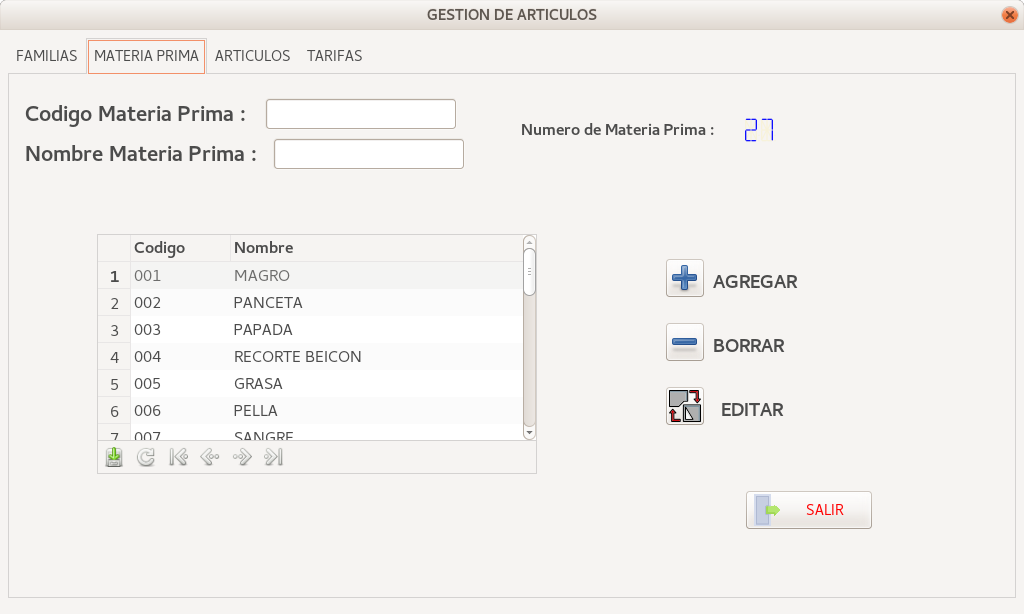 GESTION DE ARTICULOS
FAMILIAS MATERIA PRIMA ARTICULOS TARIFAS
Codigo Materia Prima :
Numero de Materia Prima : 27
Nombre Materia Prima :
Codigo Nombre
1 001 MAGRO
2 002 PANCETA
3 003 PAPADA
4 004 RECORTE BEICON
5 005 GRASA
6 006 PELLA
7 007 SANGRE
AGREGAR
BORRAR
EDITAR
SALIR